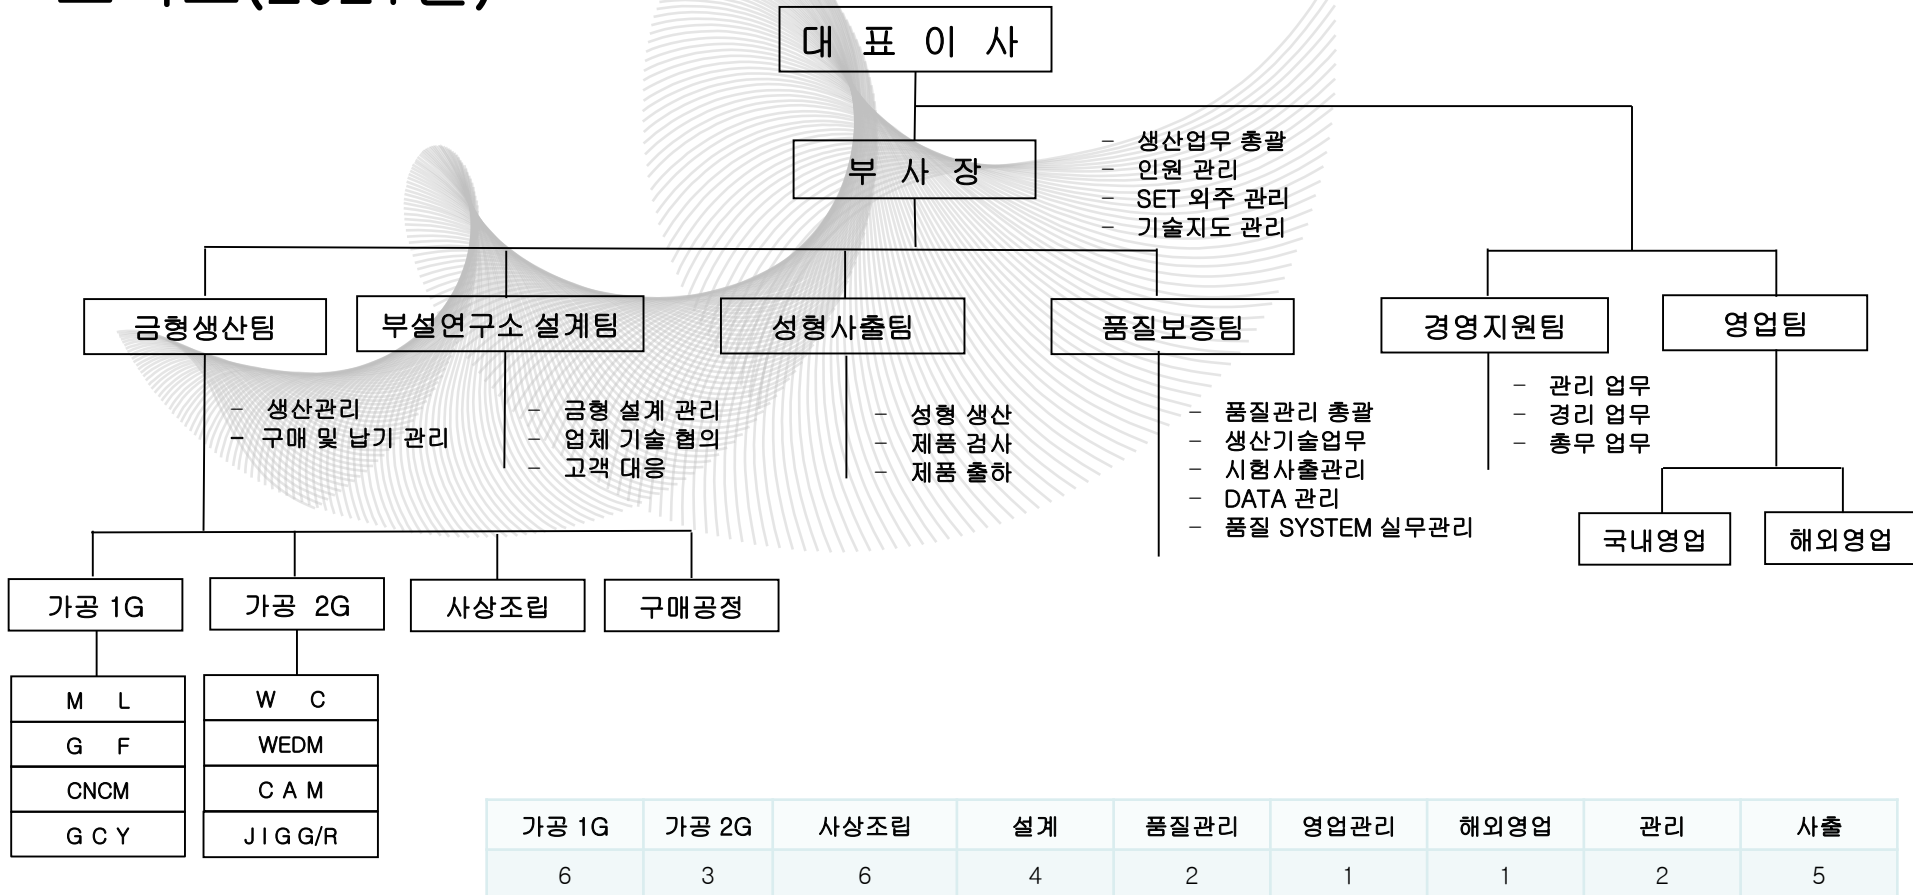 대 표 이 사
부 사 장
- 생산업무 총괄
- 인원 관리
- SET 외주 관리
- 기술지도 관리
금형생산팀
부설연구소 설계팀
성형사출팀
품질보증팀
경영지원팀
영업팀
- 생산관리
- 구매 및 납기 관리
- 금형 설계 관리
- 업체 기술 협의
- 고객 대응
- 성형 생산
- 제품 검사
- 제품 출하
- 품질관리 총괄
- 생산기술업무
- 시험사출관리
- DATA 관리
- 품질 SYSTEM 실무관리
- 관리 업무
- 경리 업무
- 총무 업무
국내영업
해외영업
가공 1G
가공 2G
사상조립
구매공정
M L
G F
CNCM
G C Y
W C
WEDM
C A M
J I G G/R
가공 1G 가공 2G 사상조립 설계 품질관리 영업관리 해외영업 관리 사출
6 3 6 4 2 1 1 2 5